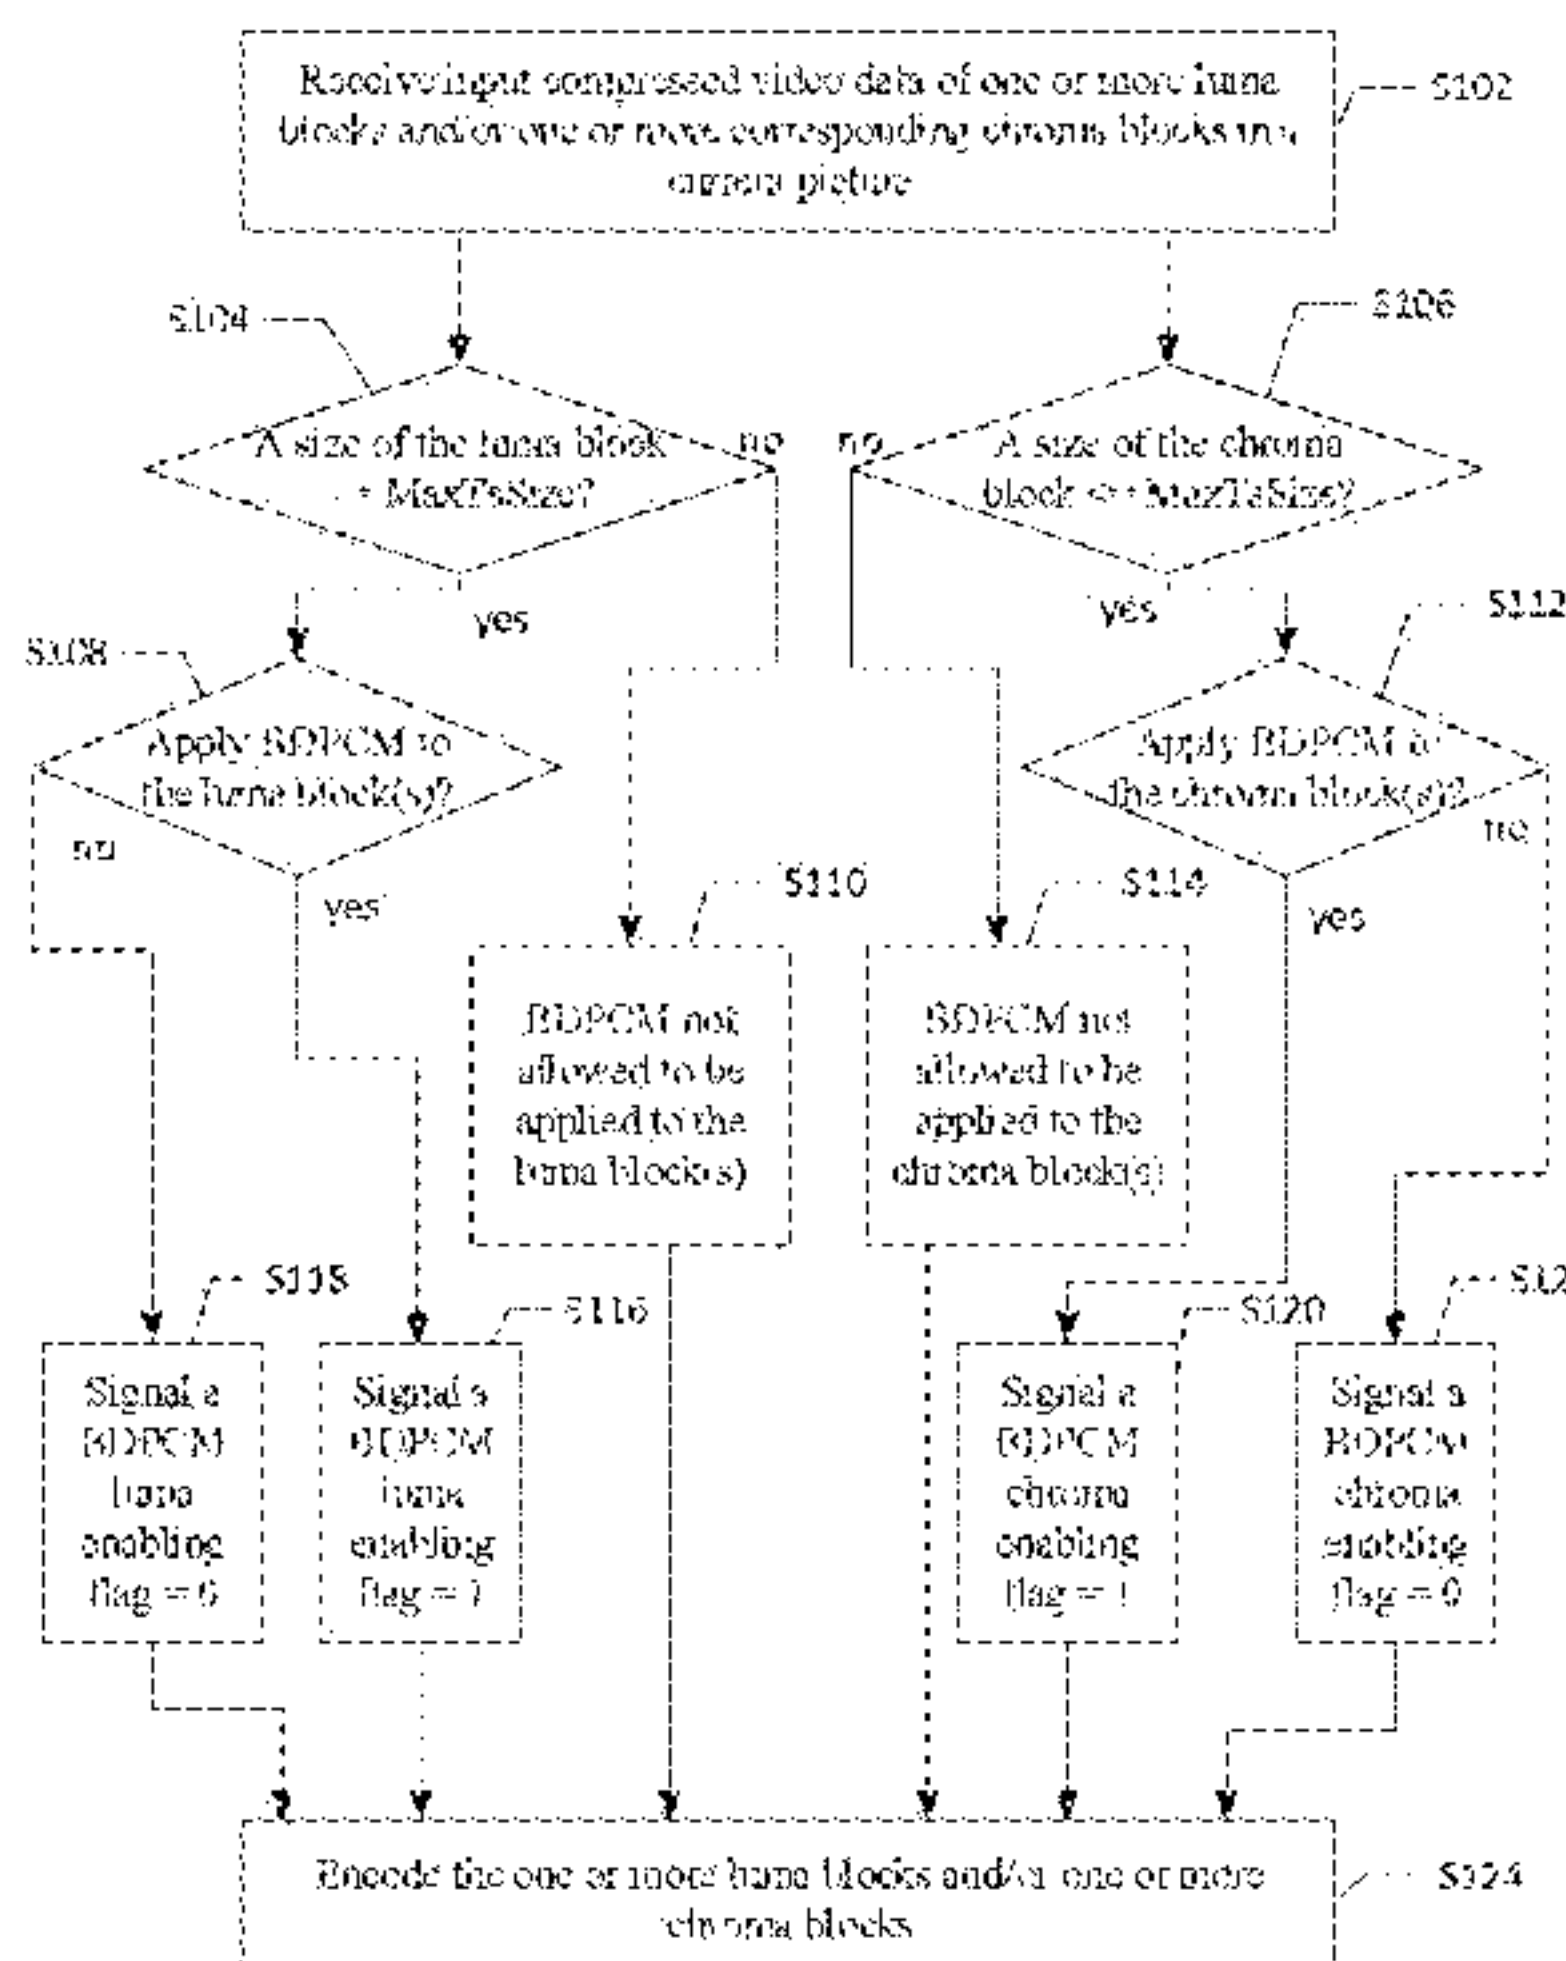 Receive input compressed video data of one or more luma
blocks and/or one or more corresponding chroma blocks in a
current picture
S102
S104
S106
A size of the luma block
MaxTsSize?
no
no
A size of the chroma
block <= MaxTsSize?
yes
yes
S108
S112
Apply BDPCM to
the luma block(s)?
Apply BDPCM to
the chroma block(s)?
no
no
yes
yes
S110
S114
BDPCM not
allowed to be
applied to the
luma block(s)
BDPCM not
allowed to be
applied to the
chroma block(s)
S118
S116
S120
S12
Signal a
BDPCM
luma
enabling
flag = 0
Signal a
BDPCM
luma
enabling
flag = 1
Signal a
BDPCM
chroma
enabling
flag = 1
Signal a
BDPCM
chroma
enabling
flag = 0
Encode the one or more luma blocks and/or one or more
chroma blocks
S124